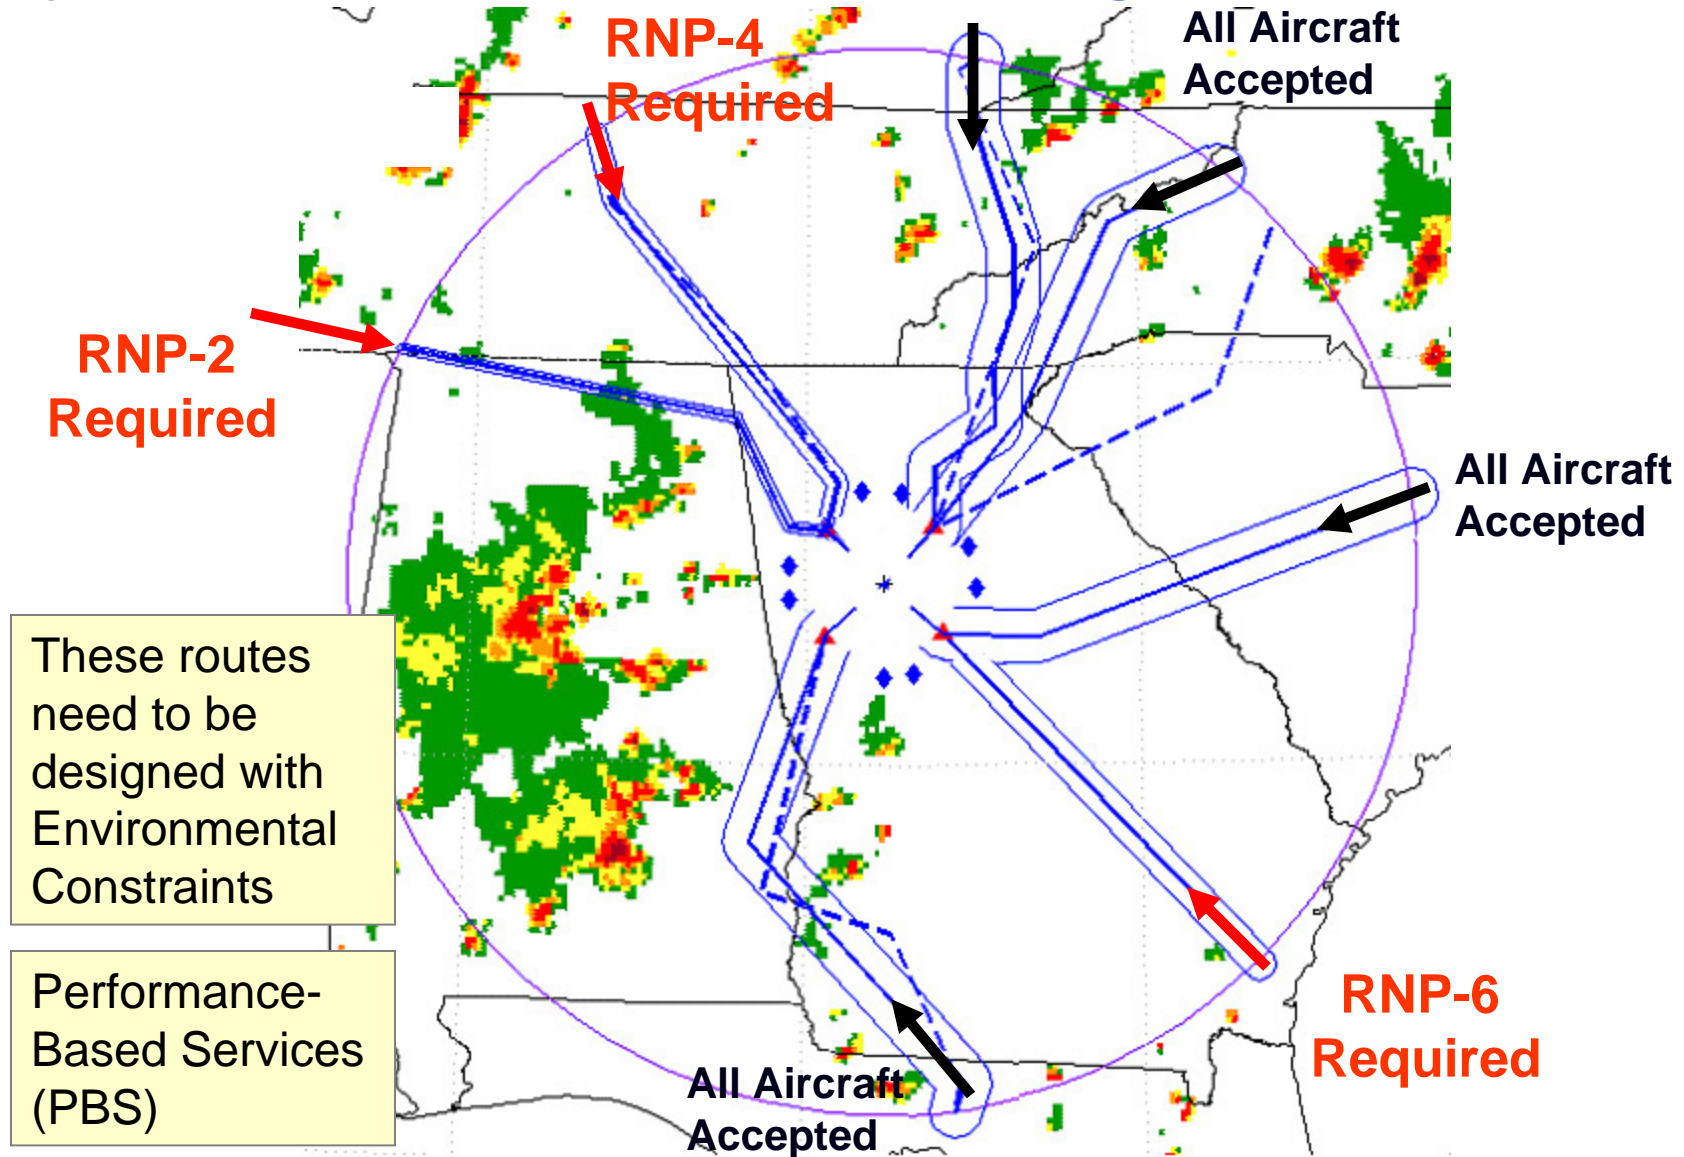 RNP-4
Required
All Aircraft
Accepted
RNP-2
Required
All Aircraft
Accepted
These routes
need to be
designed with
Environmental
Constraints
Performance-
Based Services
(PBS)
RNP-6
Required
All Aircraft
Accepted